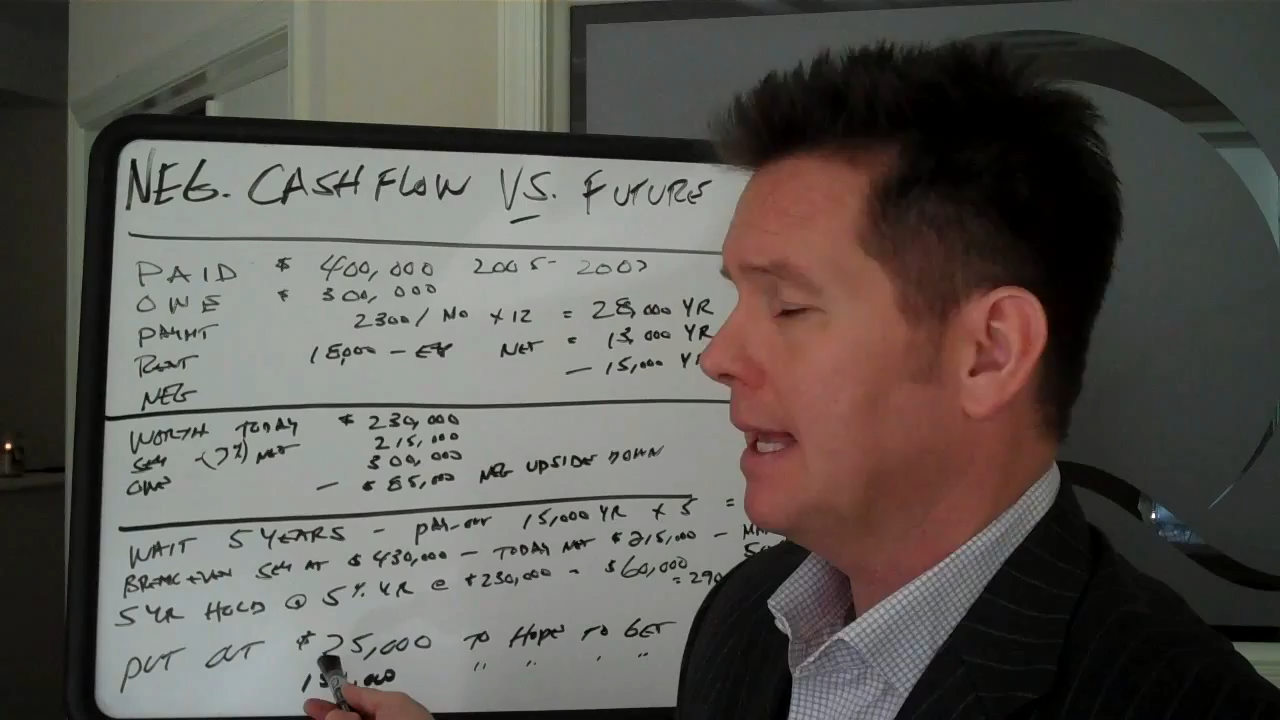 NEG. CASHFLOW VS. FUTURE
PAID $ 400,000 2005-2007
OWE $ 300,000
PAYMT 2300/MO x12 = 28,000 YR
RENT 18,000 - NET = 13,000 YR
NEG — 15,000 YR
WORTH TODAY $ 230,000
SELL -(7%) NET 215,000
OWE 300,000
— $ 85,000 NEG UPSIDE DOWN
WAIT 5 YEARS - PAY-OUT 15,000 YR x 5 =
BREAK EVEN SELL AT $430,000 - TODAY NET $215,000 -
5 YR HOLD @ 5% YR @ $230,000 - $60,000
= 290
PUT OUT $25,000 TO HOPE TO GET
" " " "